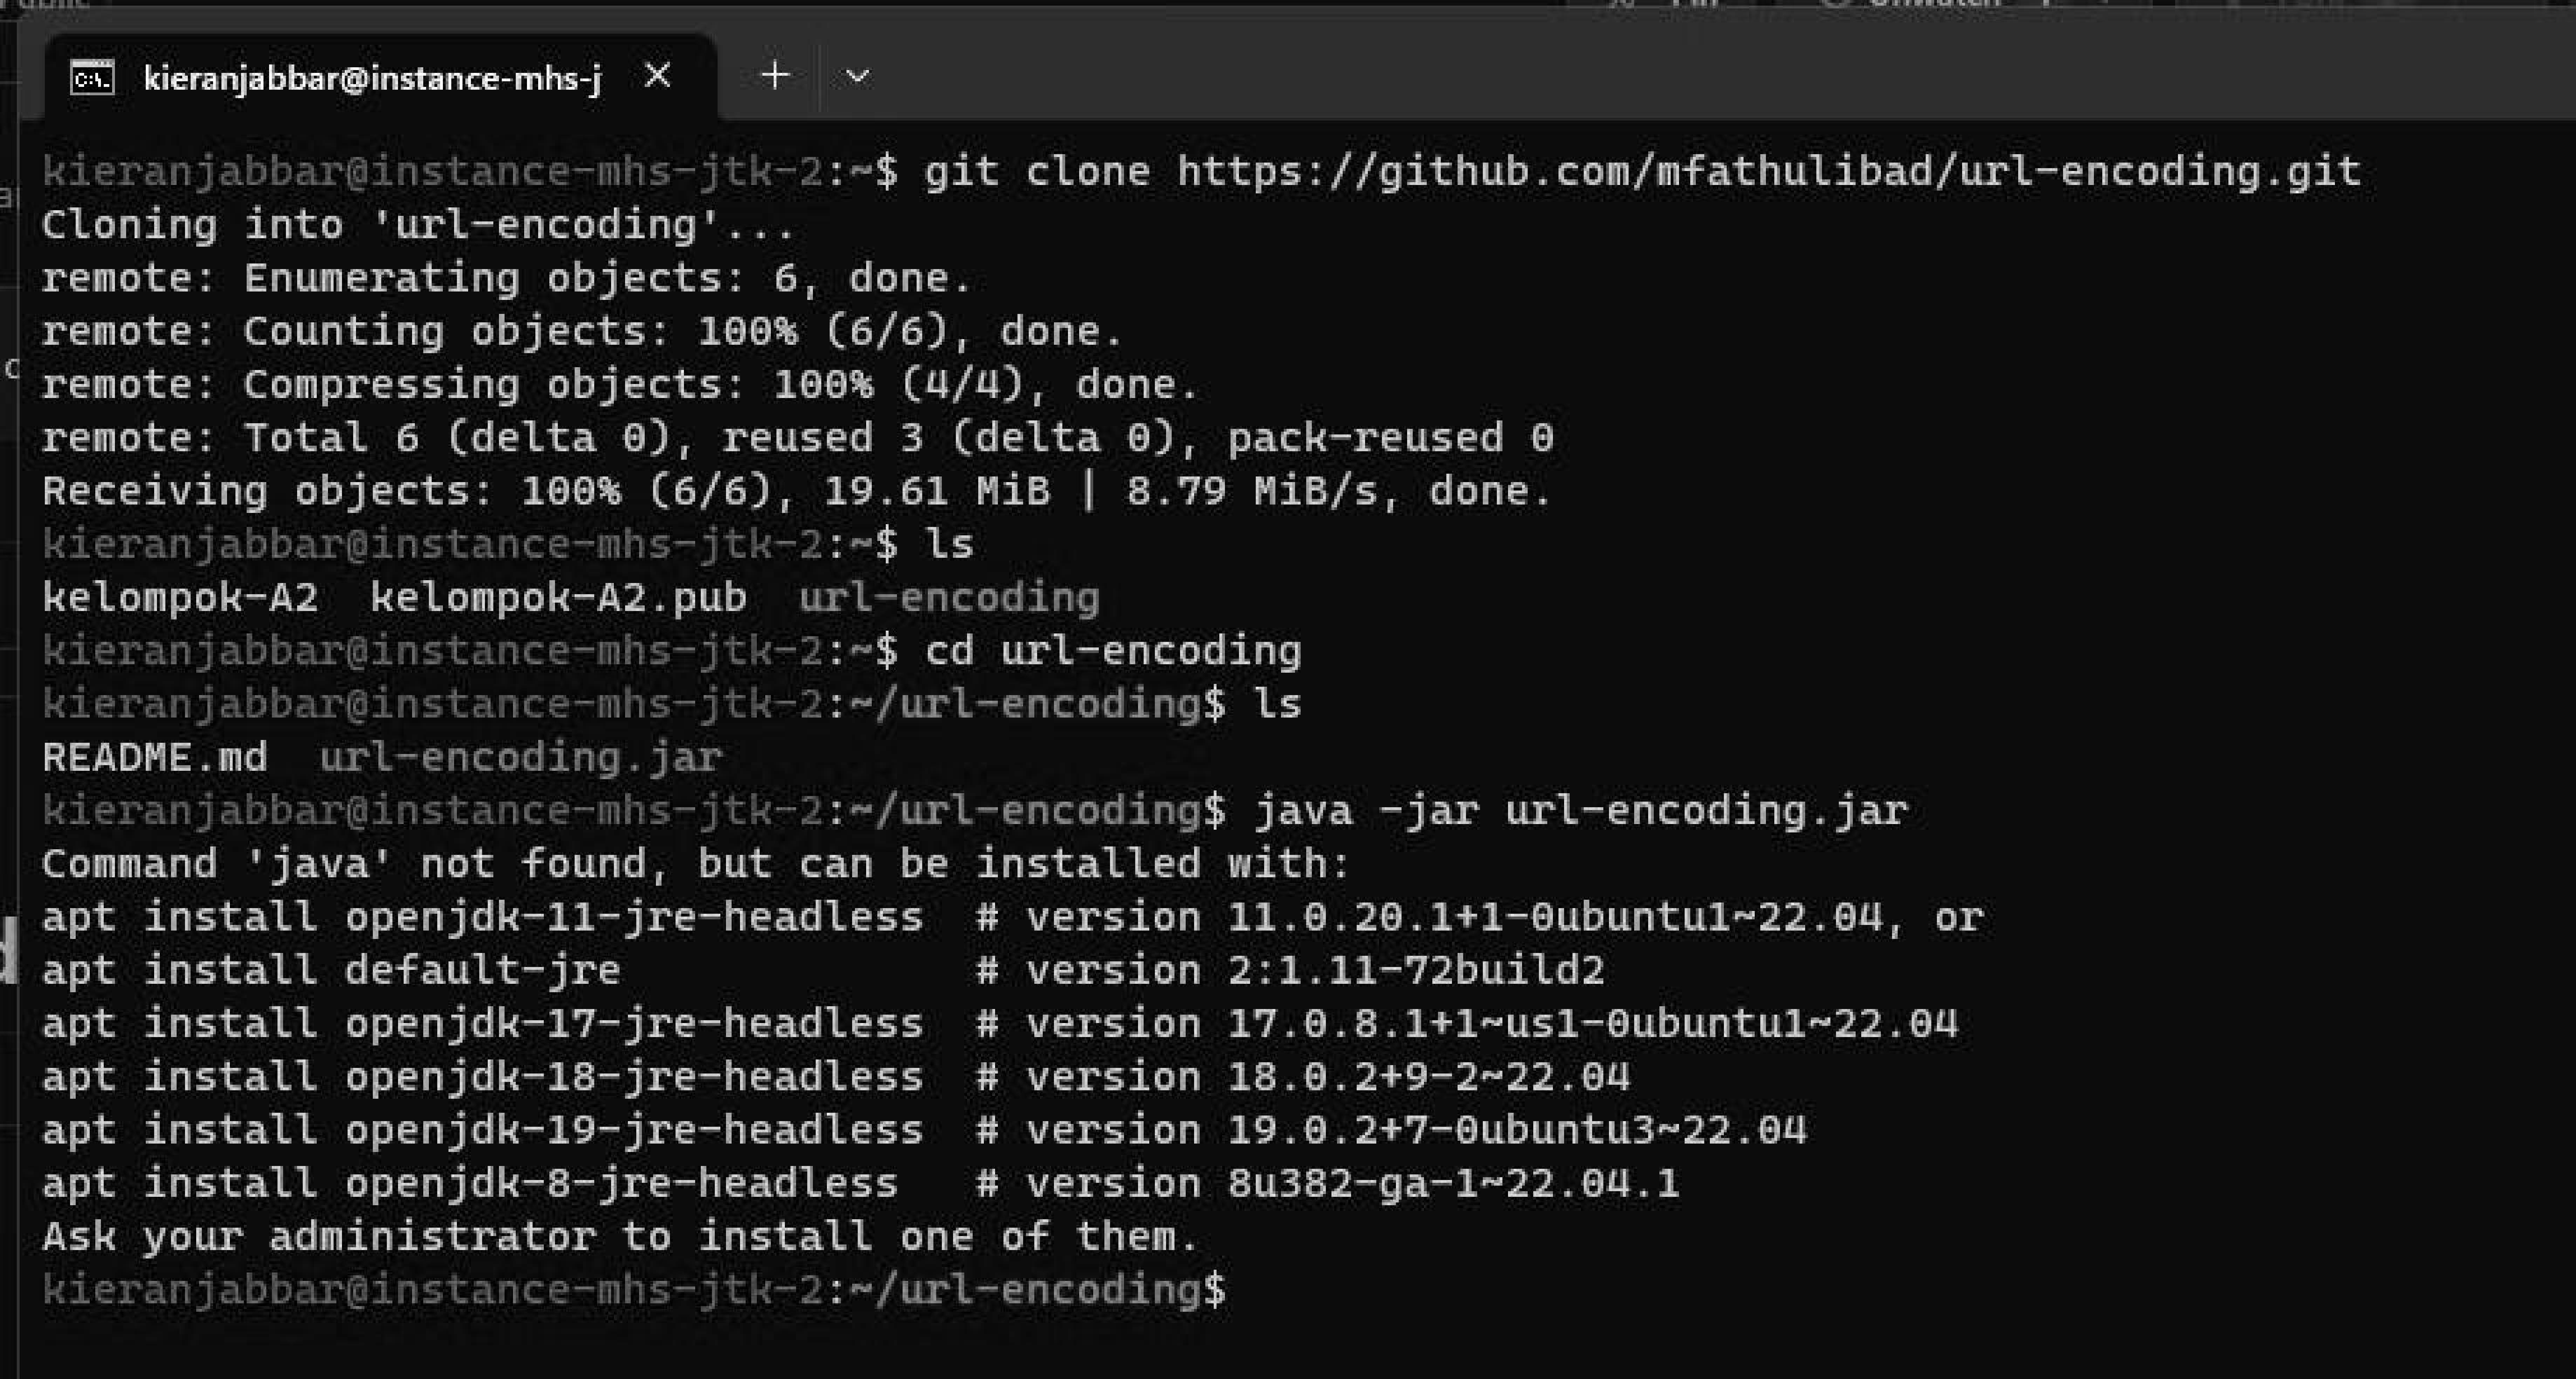 kieranjabbar@instance-mhs-j
kieranjabbar@instance-mhs-jtk-2:~$ git clone https://github.com/mfathulibad/url-encoding.git
Cloning into 'url-encoding'...
remote: Enumerating objects: 6, done.
remote: Counting objects: 100% (6/6), done.
remote: Compressing objects: 100% (4/4), done.
remote: Total 6 (delta 0), reused 3 (delta 0), pack-reused 0
Receiving objects: 100% (6/6), 19.61 MiB | 8.79 MiB/s, done.
kieranjabbar@instance-mhs-jtk-2:~$ ls
kelompok-A2  kelompok-A2.pub  url-encoding
kieranjabbar@instance-mhs-jtk-2:~$ cd url-encoding
kieranjabbar@instance-mhs-jtk-2:~/url-encoding$ ls
README.md  url-encoding.jar
kieranjabbar@instance-mhs-jtk-2:~/url-encoding$ java -jar url-encoding.jar
Command 'java' not found, but can be installed with:
apt install openjdk-11-jre-headless  # version 11.0.20.1+1-0ubuntu1~22.04, or
apt install default-jre              # version 2:1.11-72build2
apt install openjdk-17-jre-headless  # version 17.0.8.1+1~us1-0ubuntu1~22.04
apt install openjdk-18-jre-headless  # version 18.0.2+9-2~22.04
apt install openjdk-19-jre-headless  # version 19.0.2+7-0ubuntu3~22.04
apt install openjdk-8-jre-headless   # version 8u382-ga-1~22.04.1
Ask your administrator to install one of them.
kieranjabbar@instance-mhs-jtk-2:~/url-encoding$